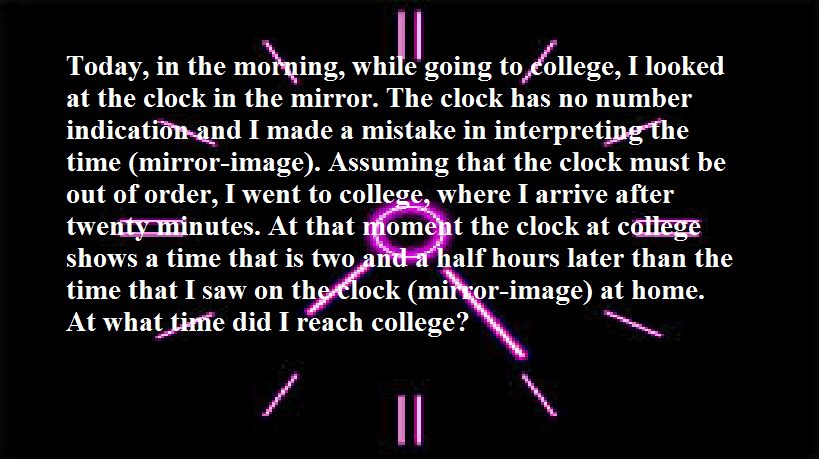 Today, in the morning, while going to college, I looked
at the clock in the mirror. The clock has no number
indication and I made a mistake in interpreting the
time (mirror-image). Assuming that the clock must be
out of order, I went to college, where I arrive after
twenty minutes. At that moment the clock at college
shows a time that is two and a half hours later than the
time that I saw on the clock (mirror-image) at home.
At what time did I reach college?